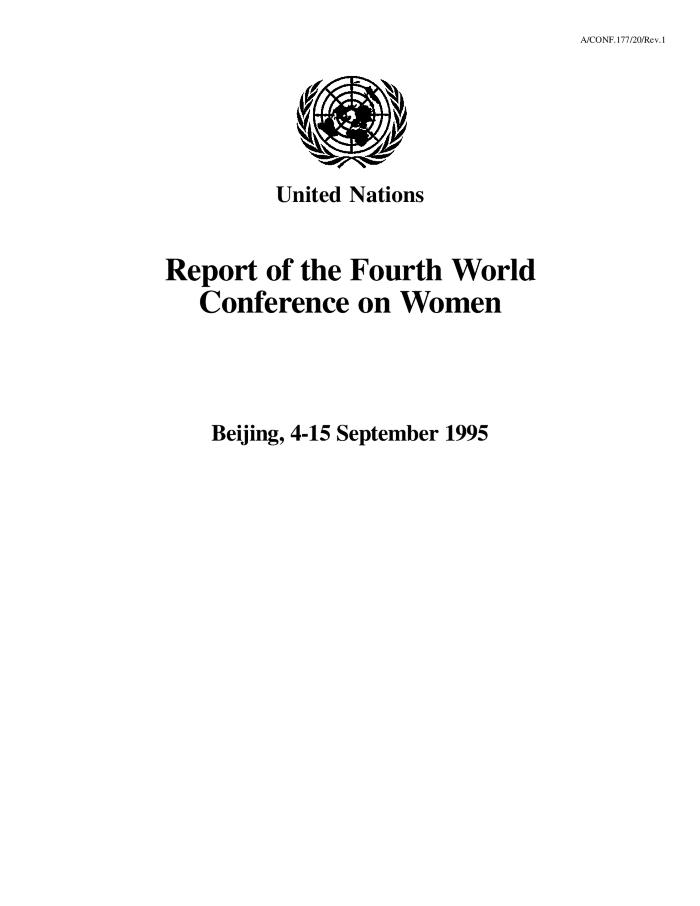 A/CONF.177/20/Rev.1
United Nations
Report of the Fourth World
Conference on Women
Beijing, 4-15 September 1995